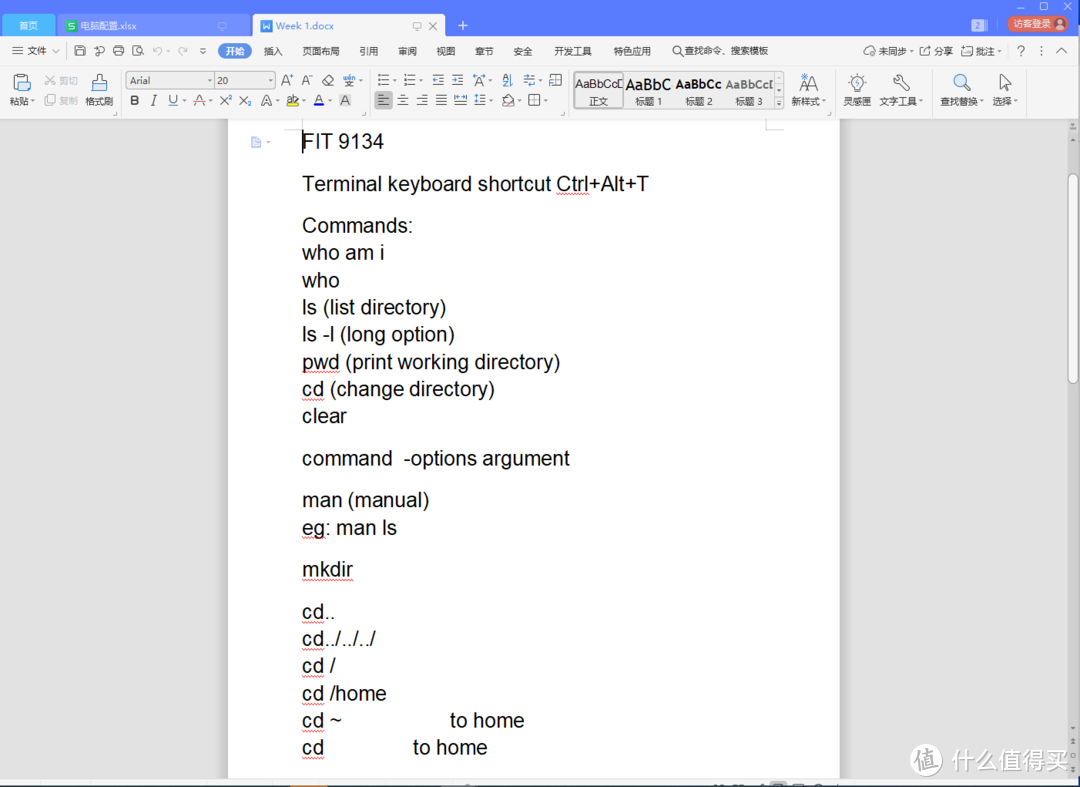 首页
电脑配置.xlsx
Week 1.docx
访客登录
文件
开始
插入
页面布局
引用
审阅
视图
章节
安全
开发工具
特色应用
查找命令、搜索模板
未同步
分享
批注
粘贴
剪切
复制
格式刷
Arial
20
AaBbCcD
正文
AaBbC
标题 1
AaBbCc
标题 2
AaBbCcD
标题 3
新样式
灵感匣
文字工具
查找替换
选择
FIT 9134
Terminal keyboard shortcut Ctrl+Alt+T
Commands:
who am i
who
ls (list directory)
ls -l (long option)
pwd (print working directory)
cd (change directory)
clear
command -options argument
man (manual)
eg: man ls
mkdir
cd..
cd../../../
cd /
cd /home
cd ~ to home
cd to home
值 什么值得买